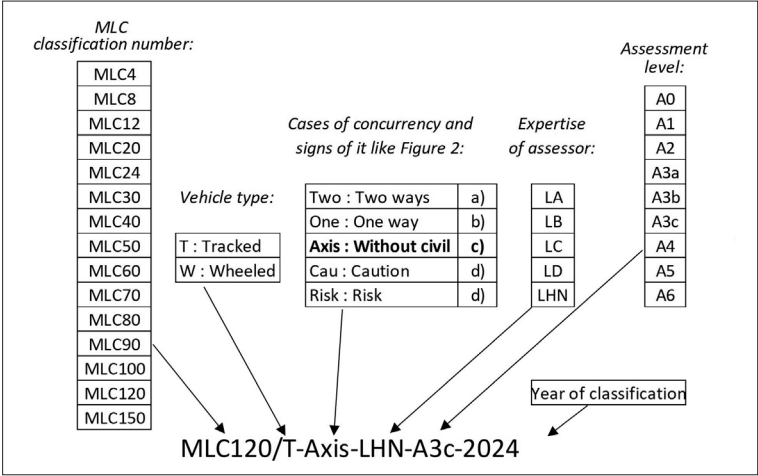 MLC
classification number:
MLC4
MLC8
MLC12
MLC20
MLC24
MLC30
MLC40
MLC50
MLC60
MLC70
MLC80
MLC90
MLC100
MLC120
MLC150
Vehicle type:
T : Tracked
W : Wheeled
Cases of concurrency and
signs of it like Figure 2:
Two : Two ways a)
One : One way b)
Axis : Without civil c)
Cau : Caution d)
Risk : Risk d)
Expertise
of assessor:
LA
LB
LC
LD
LHN
Assessment
level:
A0
A1
A2
A3a
A3b
A3c
A4
A5
A6
Year of classification
MLC120/T-Axis-LHN-A3c-2024